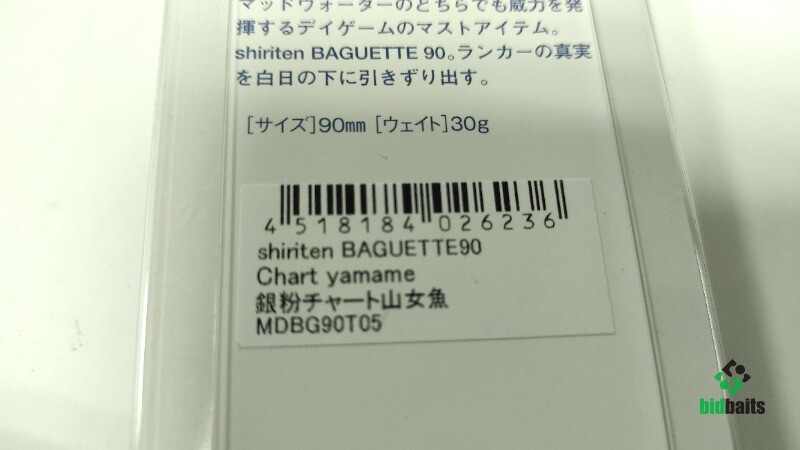 マッドウォーターのどちらでも威力を発
揮するデイゲームのマストアイテム。
shiriten BAGUETTE 90。ランカーの真実
を白日の下に引きずり出す。
[サイズ]90mm [ウェイト]30g
4 518184 026236
shiriten BAGUETTE90
Chart yamame
銀粉チャート山女魚
MDBG90T05
bidbaits